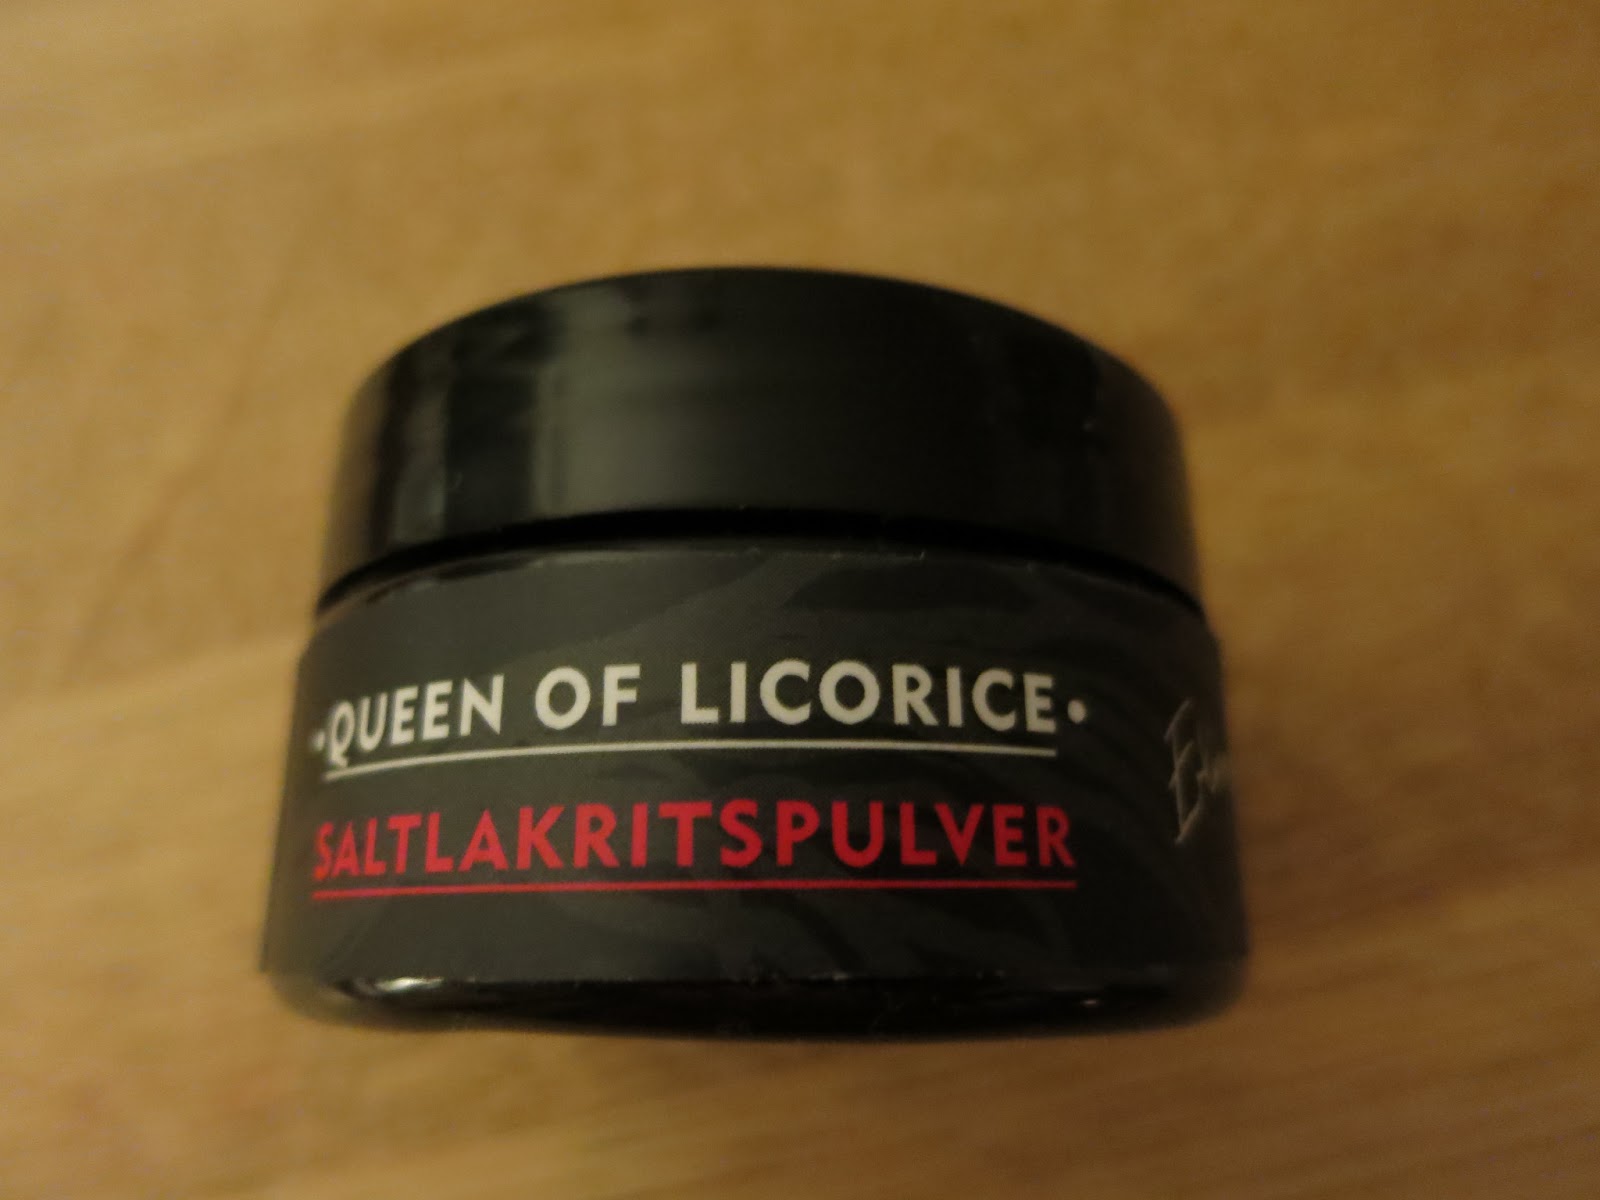 •QUEEN OF LICORICE•
SALTLAKRITSPULVER